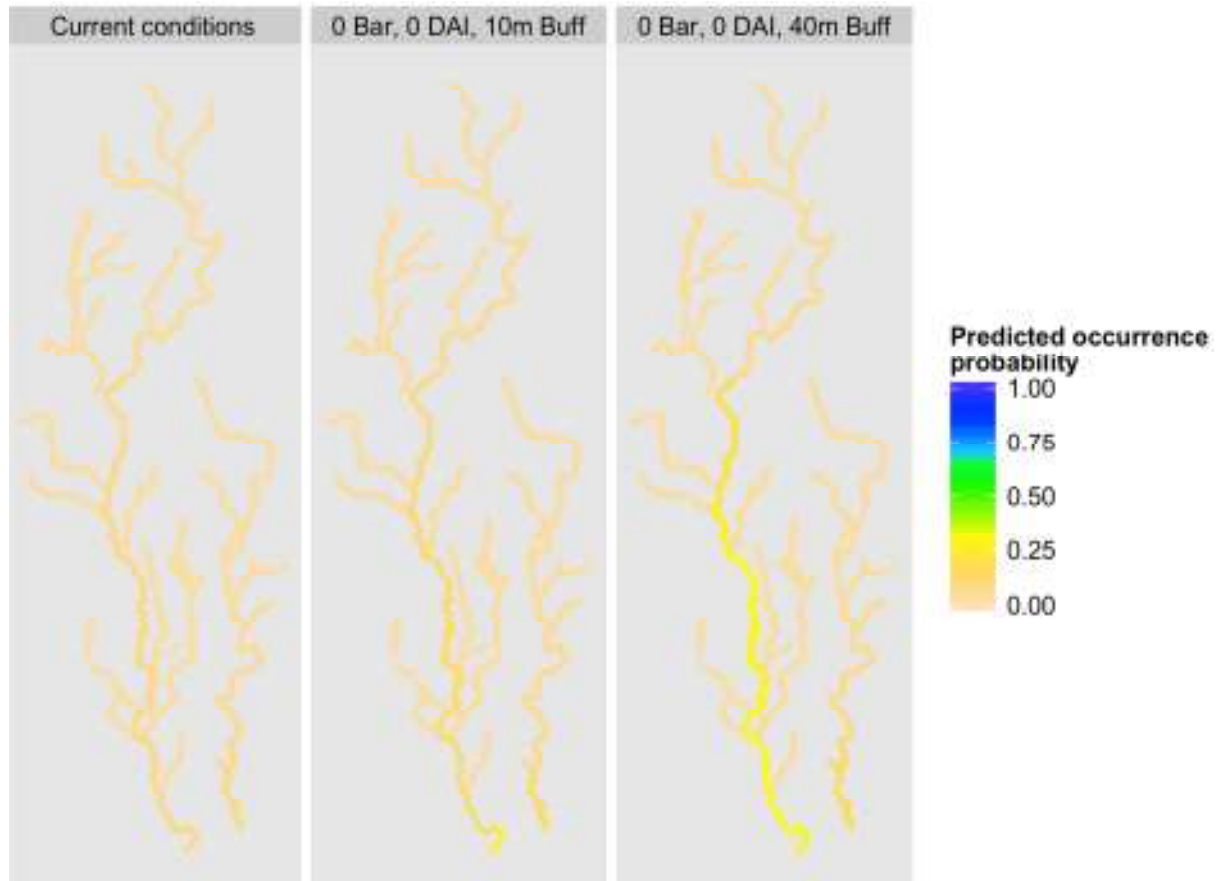 Current conditions
0 Bar, 0 DAI, 10m Buff
0 Bar, 0 DAI, 40m Buff
Predicted occurrence
probability
1.00
0.75
0.50
0.25
0.00